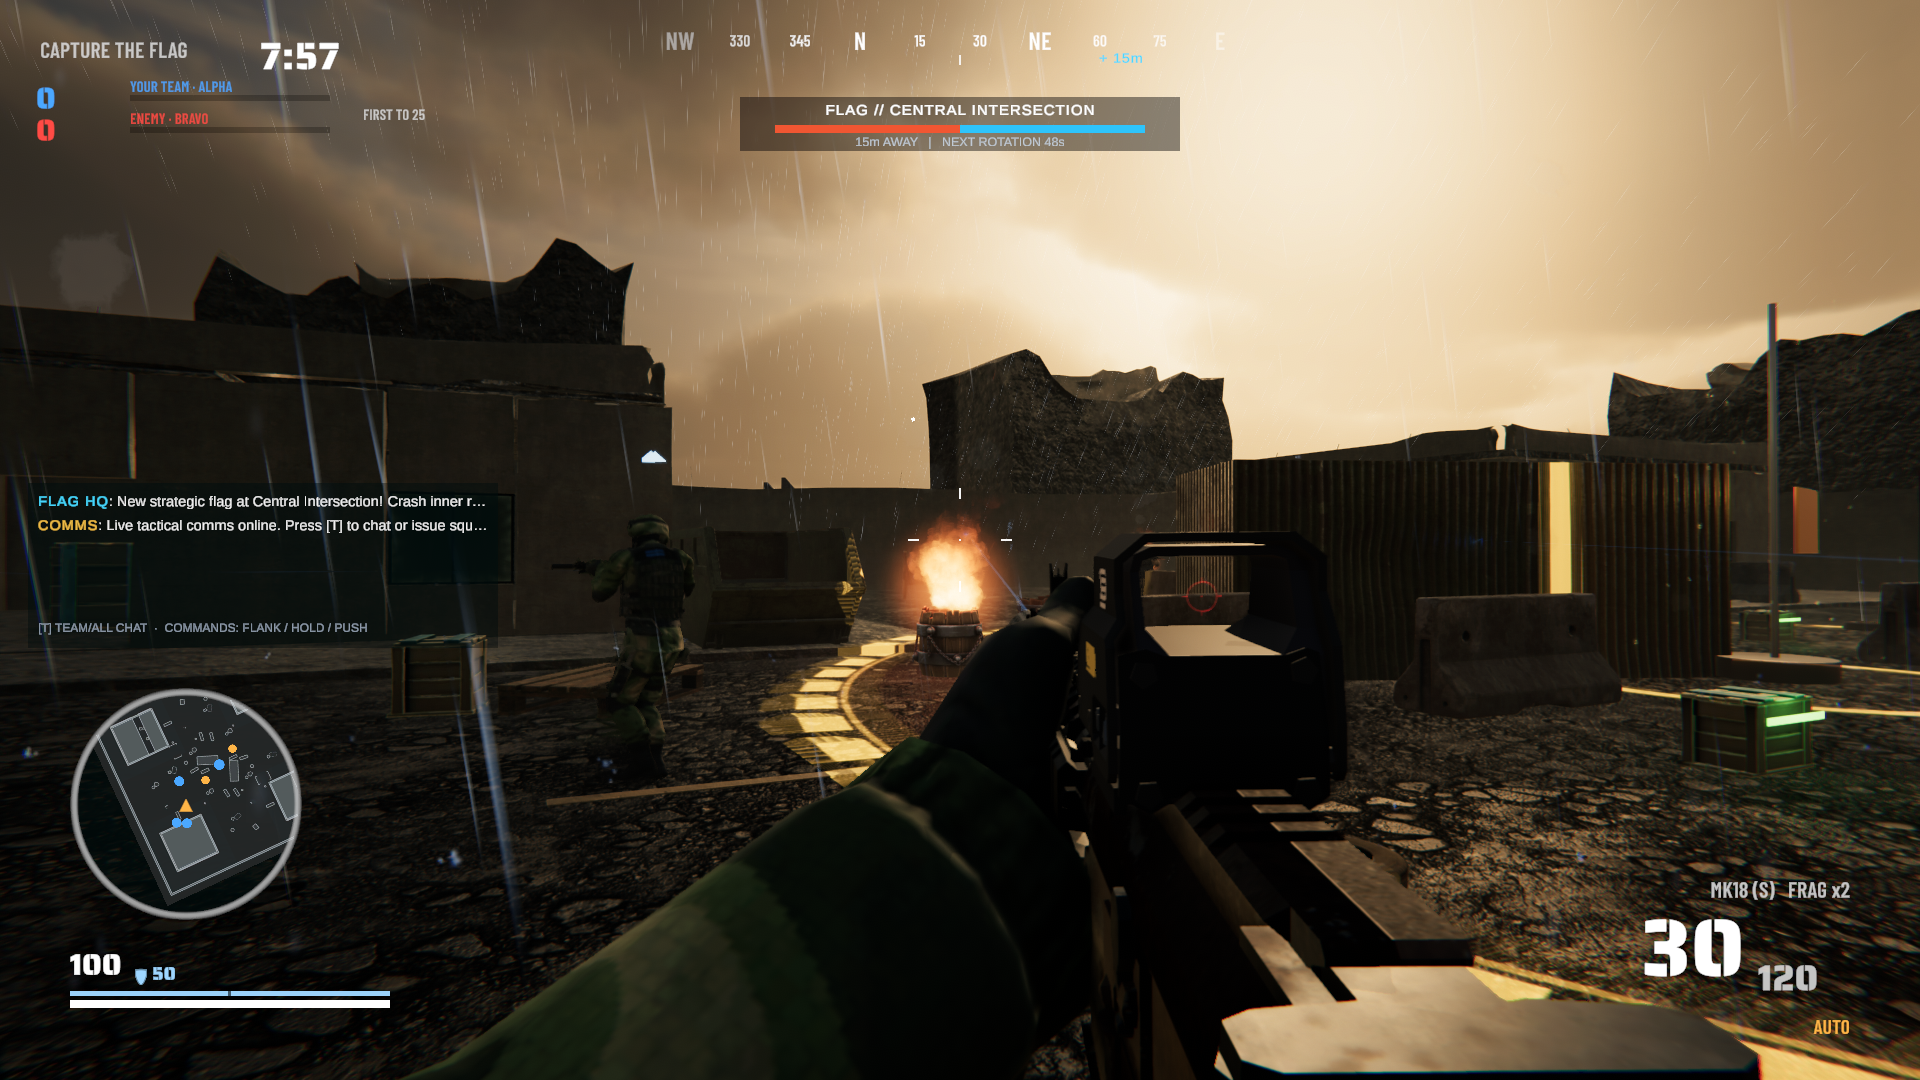 CAPTURE THE FLAG
7:57
0
YOUR TEAM · ALPHA
0
ENEMY · BRAVO
FIRST TO 25
NW 330 345 N 15 30 NE 60 75 E
+ 15m
FLAG // CENTRAL INTERSECTION
15m AWAY | NEXT ROTATION 48s
FLAG HQ: New strategic flag at Central Intersection! Crash inner r...
COMMS: Live tactical comms online. Press [T] to chat or issue squ...
[T] TEAM/ALL CHAT · COMMANDS: FLANK / HOLD / PUSH
100
50
MK18 (S) FRAG x2
30
120
AUTO